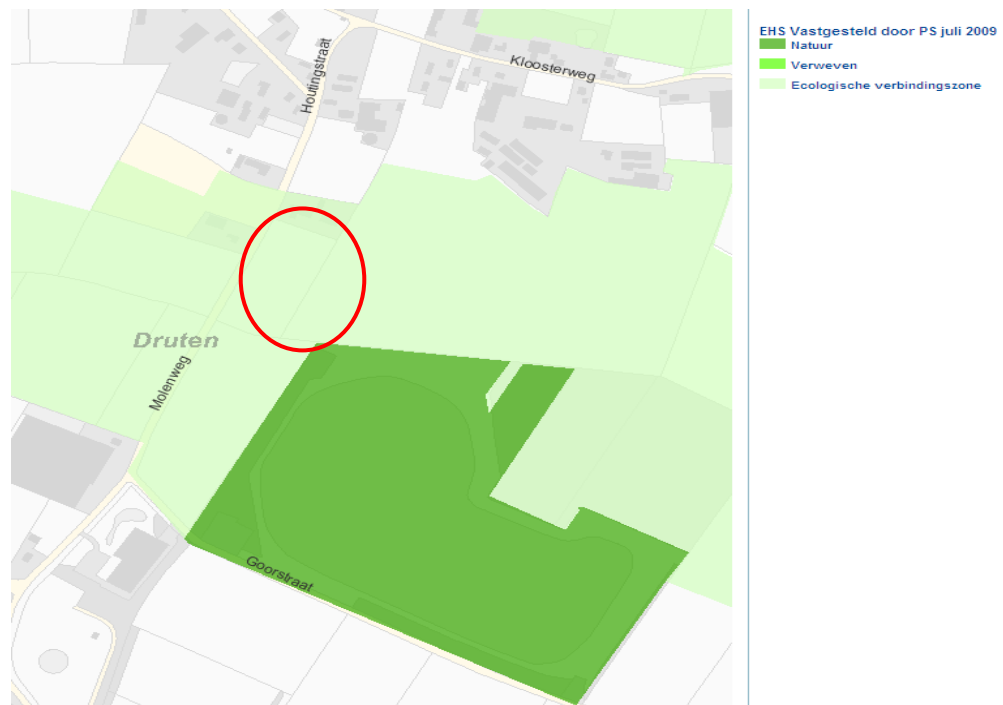 EHS Vastgesteld door PS juli 2009
Natuur
Verweven
Ecologische verbindingszone
Kloosterweg
Houtingstraat
Druten
Molenweg
Goorstraat